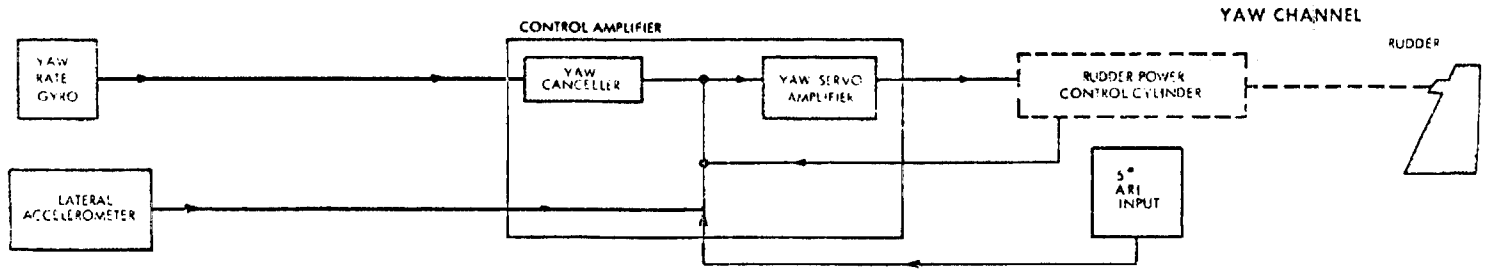 YAW CHANNEL
CONTROL AMPLIFIER
RUDDER
YAW
RATE
GYRO
YAW
CANCELLER
YAW SERVO
AMPLIFIER
RUDDER POWER
CONTROL CYLINDER
LATERAL
ACCELEROMETER
5°
ARI
INPUT